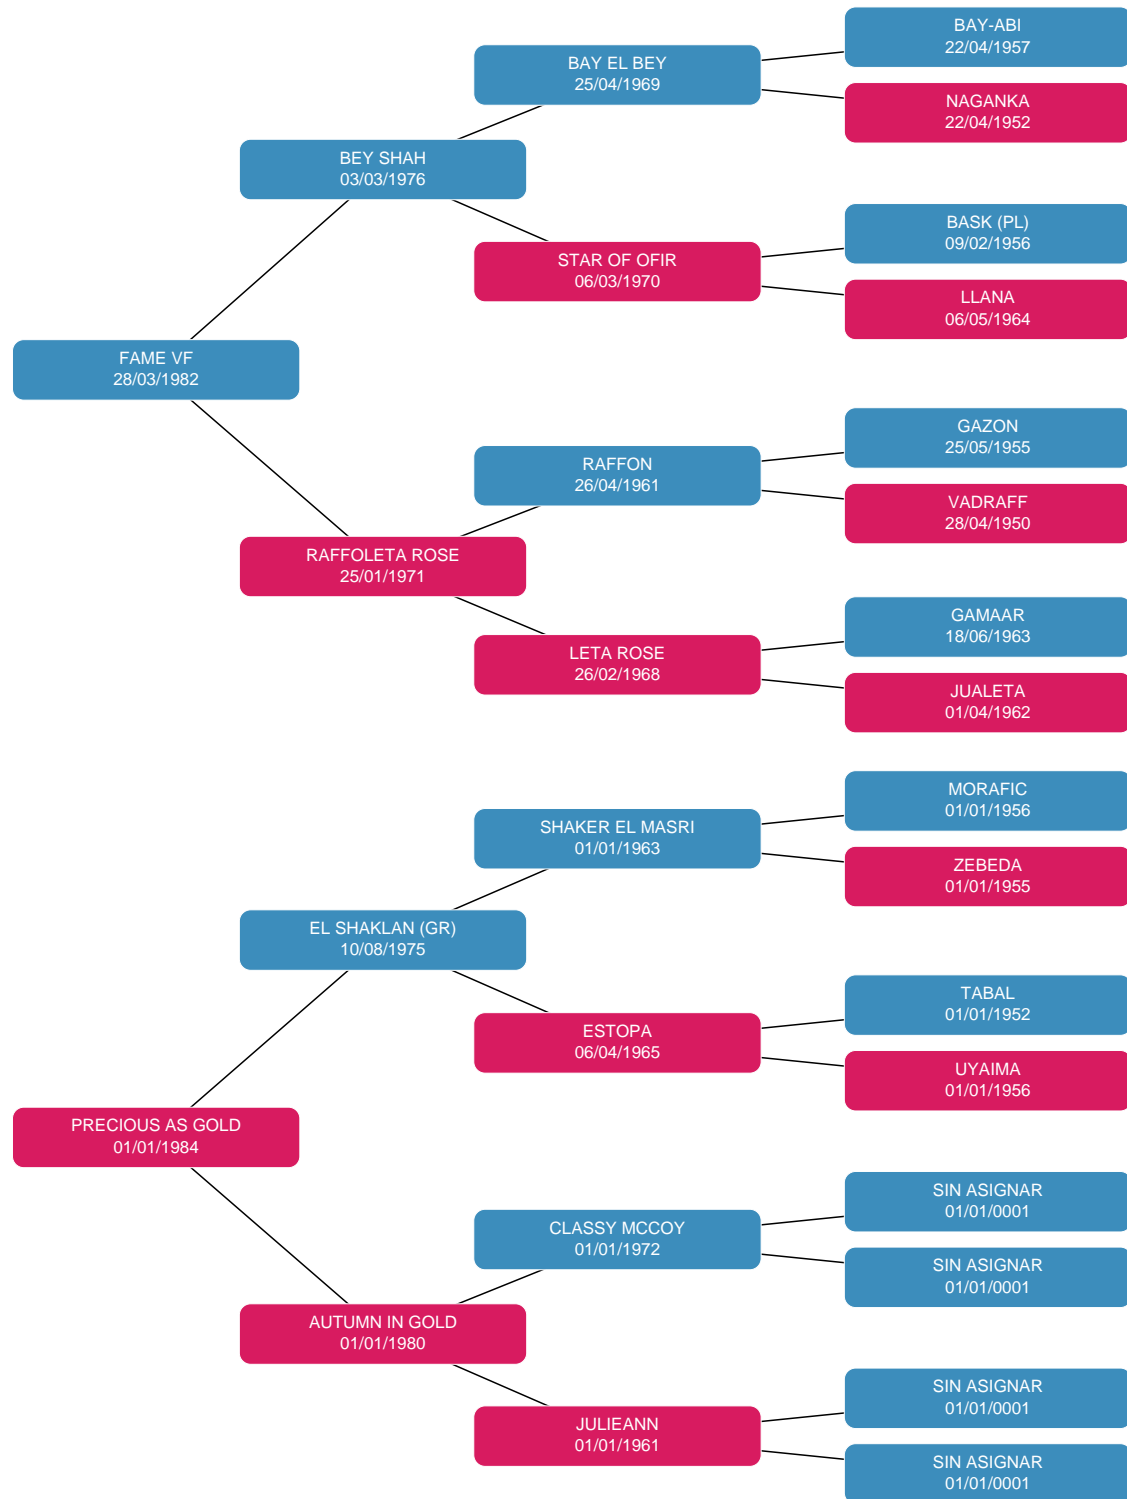 BAY-ABI
22/04/1957
BAY EL BEY
25/04/1969
NAGANKA
22/04/1952
BEY SHAH
03/03/1976
BASK (PL)
09/02/1956
STAR OF OFIR
06/03/1970
LLANA
06/05/1964
FAME VF
28/03/1982
GAZON
25/05/1955
RAFFON
26/04/1961
VADRAFF
28/04/1950
RAFFOLETA ROSE
25/01/1971
GAMAAR
18/06/1963
LETA ROSE
26/02/1968
JUALETA
01/04/1962
MORAFIC
01/01/1956
SHAKER EL MASRI
01/01/1963
ZEBEDA
01/01/1955
EL SHAKLAN (GR)
10/08/1975
TABAL
01/01/1952
ESTOPA
06/04/1965
UYAIMA
01/01/1956
PRECIOUS AS GOLD
01/01/1984
SIN ASIGNAR
01/01/0001
CLASSY MCCOY
01/01/1972
SIN ASIGNAR
01/01/0001
AUTUMN IN GOLD
01/01/1980
SIN ASIGNAR
01/01/0001
JULIEANN
01/01/1961
SIN ASIGNAR
01/01/0001